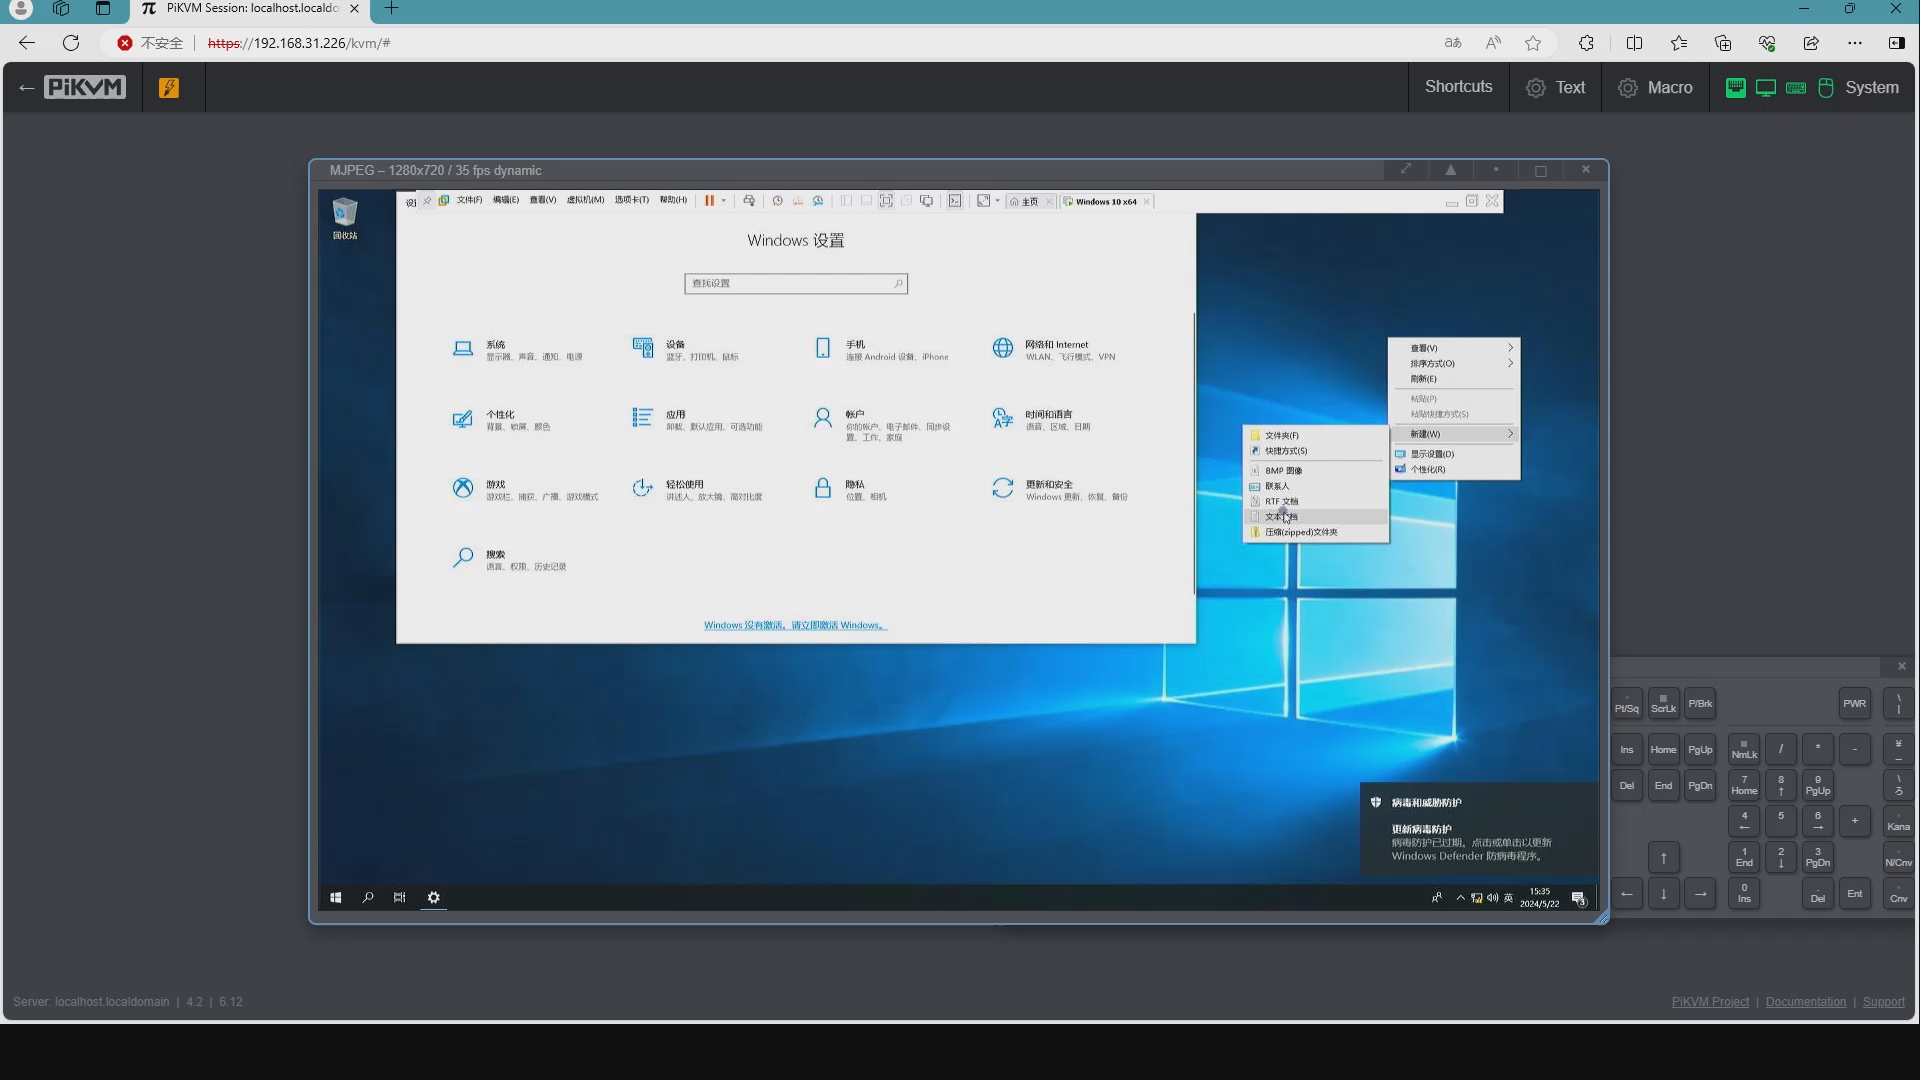 PiKVM Session: localhost.localdo
不安全
https://192.168.31.226/kvm/#
PiKVM
Shortcuts
Text
Macro
System
MJPEG – 1280x720 / 35 fps dynamic
回收站
文件(F) 编辑(E) 查看(V) 虚拟机(M) 选项卡(T) 帮助(H)
主页
Windows 10 x64
Windows 设置
查找设置
系统
显示器、声音、通知、电源
设备
蓝牙、打印机、鼠标
手机
连接 Android 设备、iPhone
网络和 Internet
WLAN、飞行模式、VPN
个性化
背景、锁屏、颜色
应用
卸载、默认应用、可选功能
帐户
你的帐户、电子邮件、同步设
置、工作、家庭
时间和语言
语音、区域、日期
游戏
游戏栏、捕获、广播、游戏模式
轻松使用
讲述人、放大镜、高对比度
隐私
位置、相机
更新和安全
Windows 更新、恢复、备份
搜索
语言、权限、历史记录
Windows 没有激活。请立即激活 Windows。
查看(V)
排序方式(O)
刷新(E)
粘贴(P)
粘贴快捷方式(S)
新建(W)
显示设置(D)
个性化(R)
文件夹(F)
快捷方式(S)
BMP 图像
联系人
RTF 文档
文本文档
压缩(zipped)文件夹
病毒和威胁防护
更新病毒防护
病毒防护已过期。点击或单击以更新
Windows Defender 防病毒程序。
英
15:35
2024/5/22
3
Pt/Sq ScrLk P/Brk PWR \ |
Ins Home PgUp NmLk / * - ¥ _
Del End PgDn 7 Home 8 ↑ 9 PgUp \ ろ
4 ← 5 6 → + Kana
↑ 1 End 2 ↓ 3 PgDn N/Cnv
← ↓ → 0 Ins . Del Ent Cnv
Server: localhost.localdomain | 4.2 | 6.12
PiKVM Project | Documentation | Support